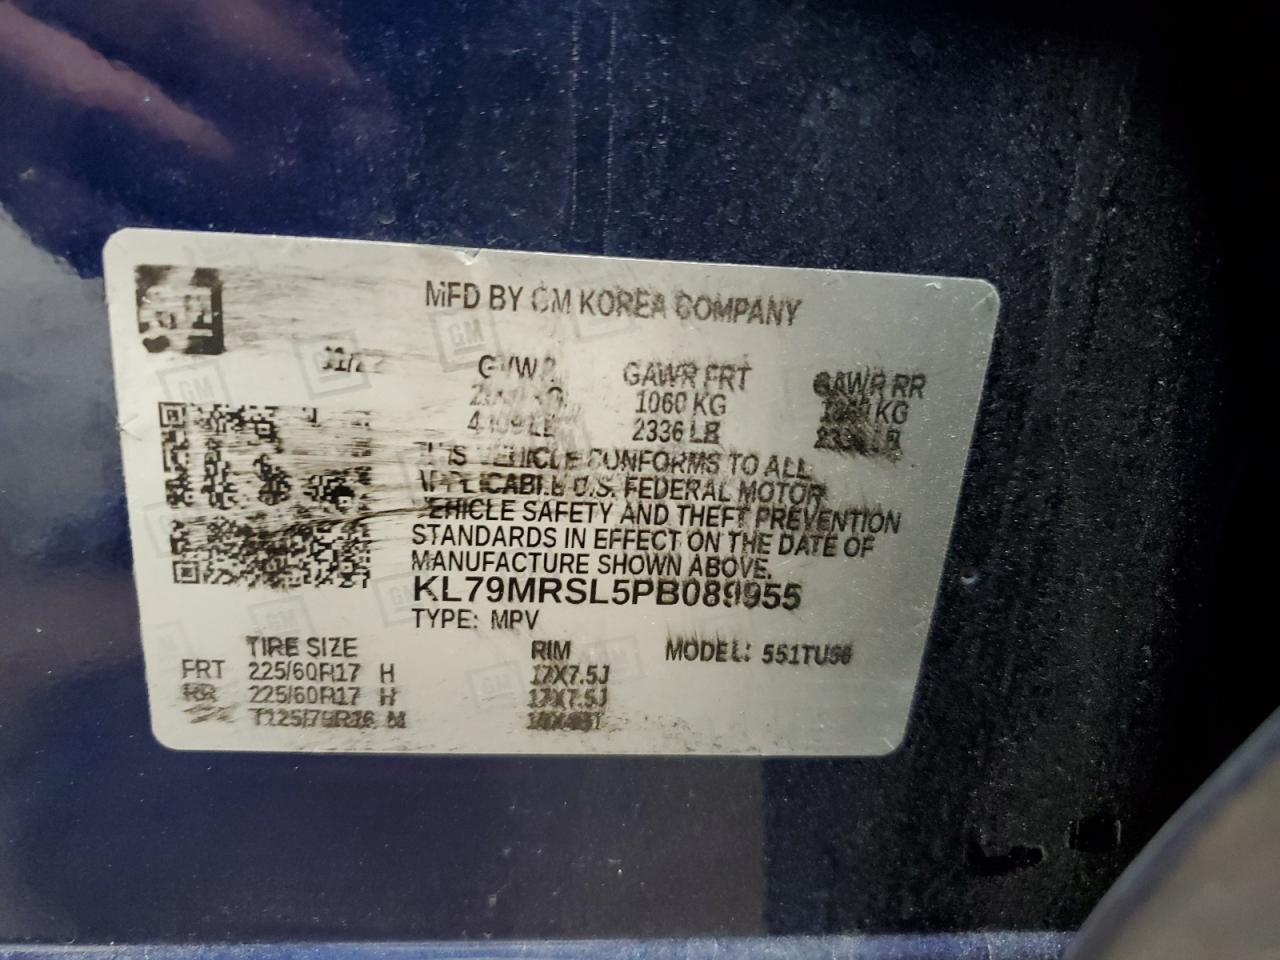 GM
MFD BY GM KOREA COMPANY
GAWR FRT GAWR RR
1060 KG KG
2336 LB
THIS VEHICLE CONFORMS TO ALL
APPLICABLE U.S. FEDERAL MOTOR
VEHICLE SAFETY AND THEFT PREVENTION
STANDARDS IN EFFECT ON THE DATE OF
MANUFACTURE SHOWN ABOVE.
KL79MRSL5PB089955
TYPE: MPV
TIRE SIZE RIM MODEL:
FRT 225/60R17 H 17X7.5J
RR 225/60R17 H 17X7.5J